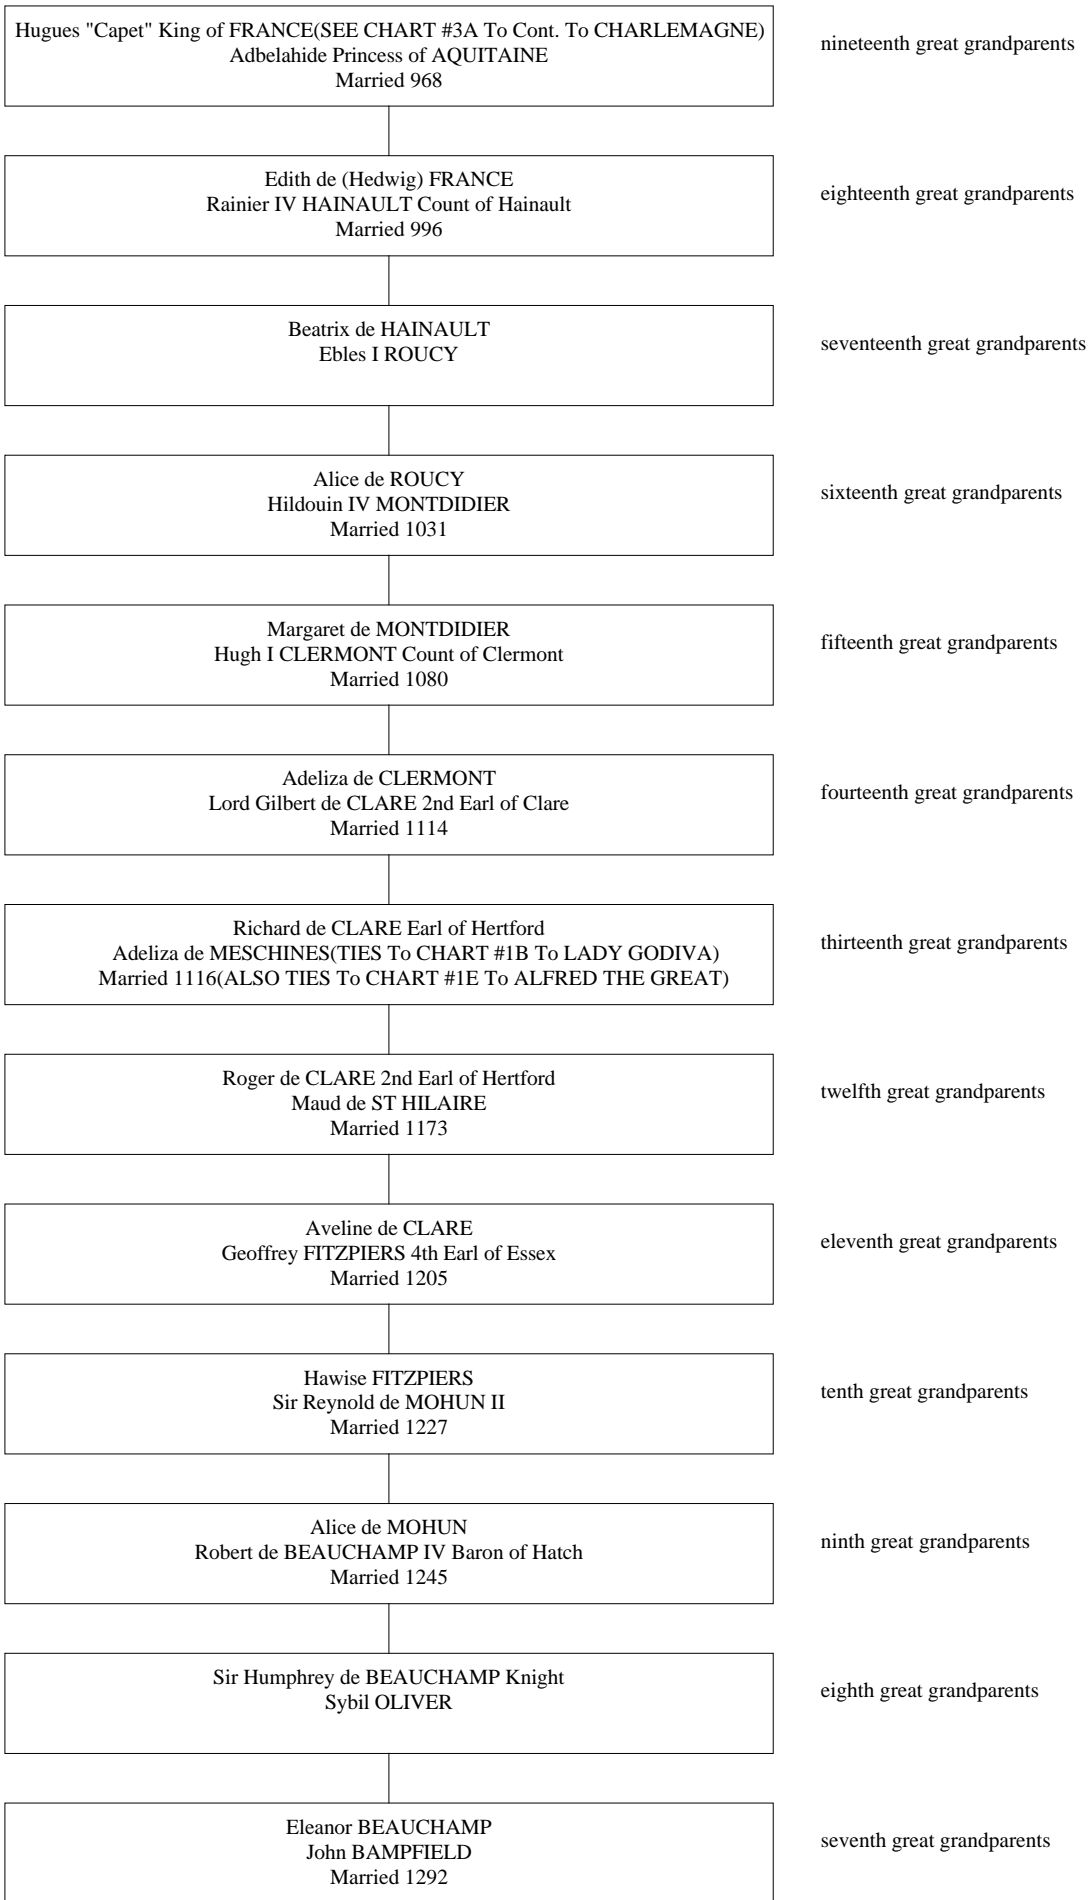 Hugues "Capet" King of FRANCE(SEE CHART #3A To Cont. To CHARLEMAGNE)
Adbelahide Princess of AQUITAINE
Married 968
nineteenth great grandparents
Edith de (Hedwig) FRANCE
Rainier IV HAINAULT Count of Hainault
Married 996
eighteenth great grandparents
Beatrix de HAINAULT
Ebles I ROUCY
seventeenth great grandparents
Alice de ROUCY
Hildouin IV MONTDIDIER
Married 1031
sixteenth great grandparents
Margaret de MONTDIDIER
Hugh I CLERMONT Count of Clermont
Married 1080
fifteenth great grandparents
Adeliza de CLERMONT
Lord Gilbert de CLARE 2nd Earl of Clare
Married 1114
fourteenth great grandparents
Richard de CLARE Earl of Hertford
Adeliza de MESCHINES(TIES To CHART #1B To LADY GODIVA)
Married 1116(ALSO TIES To CHART #1E To ALFRED THE GREAT)
thirteenth great grandparents
Roger de CLARE 2nd Earl of Hertford
Maud de ST HILAIRE
Married 1173
twelfth great grandparents
Aveline de CLARE
Geoffrey FITZPIERS 4th Earl of Essex
Married 1205
eleventh great grandparents
Hawise FITZPIERS
Sir Reynold de MOHUN II
Married 1227
tenth great grandparents
Alice de MOHUN
Robert de BEAUCHAMP IV Baron of Hatch
Married 1245
ninth great grandparents
Sir Humphrey de BEAUCHAMP Knight
Sybil OLIVER
eighth great grandparents
Eleanor BEAUCHAMP
John BAMPFIELD
Married 1292
seventh great grandparents